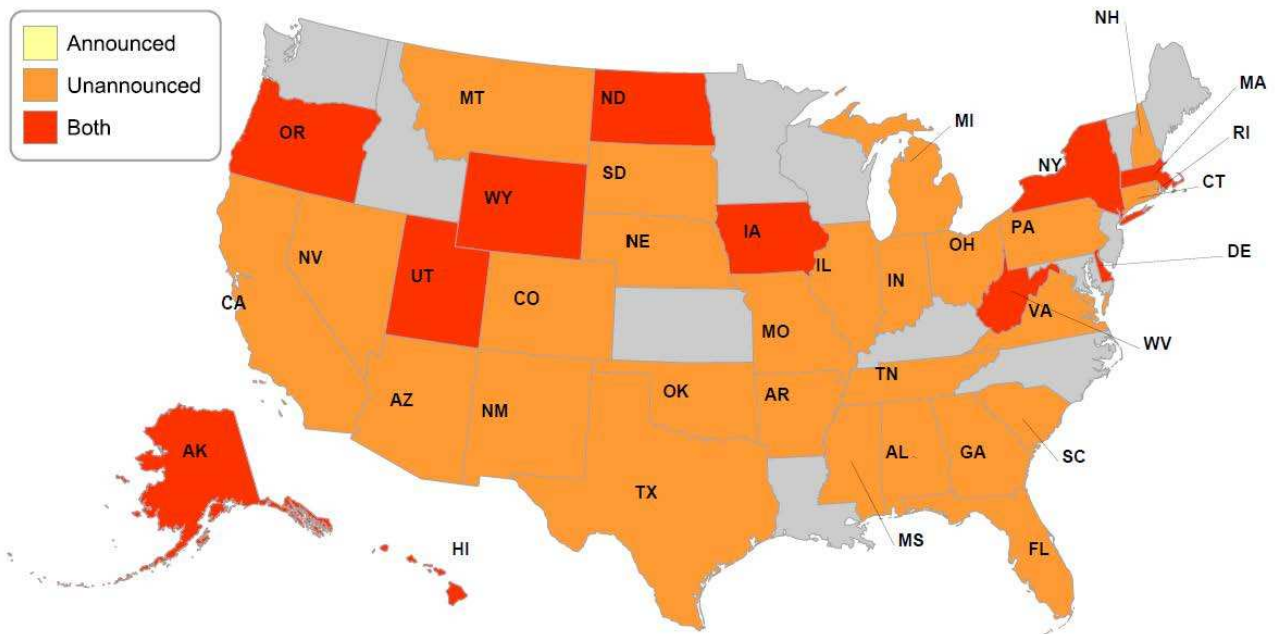 Announced
Unannounced
Both
NH
MA
MT
ND
MI
RI
OR
NY
CT
SD
WY
PA
NE
IA
OH
DE
NV
UT
IL
IN
CO
CA
VA
MO
WV
TN
AZ
NM
OK
AR
AK
AL
GA
SC
TX
MS
HI
FL